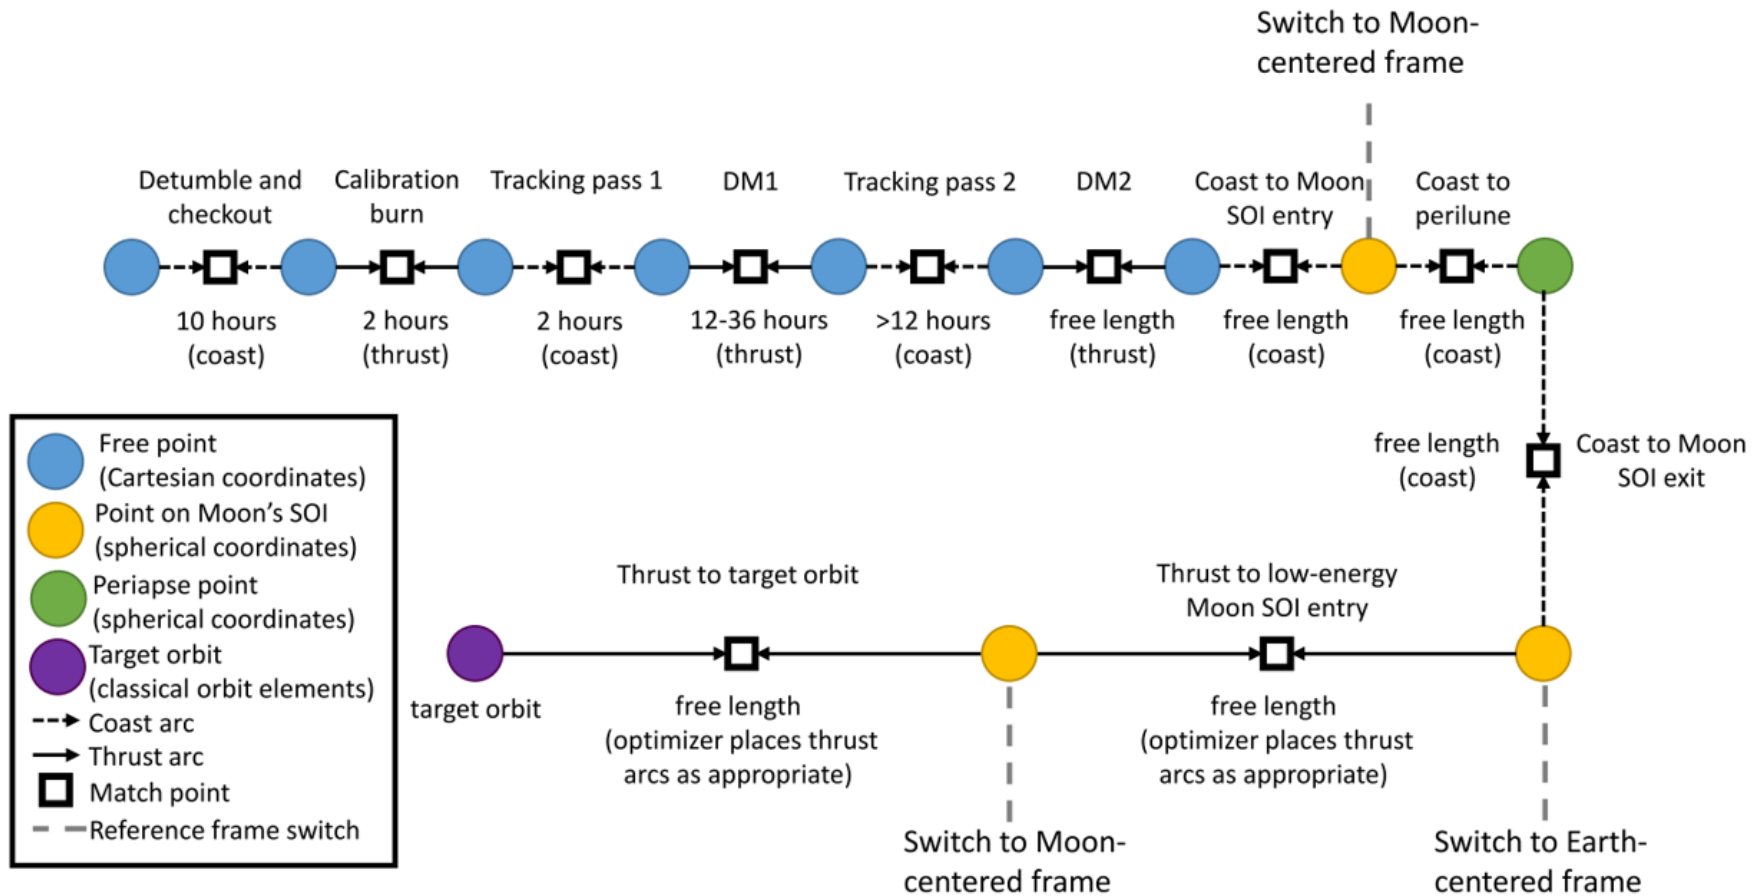 Switch to Moon-
centered frame
Detumble and
checkout
Calibration
burn
Tracking pass 1
DM1
Tracking pass 2
DM2
Coast to Moon
SOI entry
Coast to
perilune
10 hours
(coast)
2 hours
(thrust)
2 hours
(coast)
12-36 hours
(thrust)
>12 hours
(coast)
free length
(thrust)
free length
(coast)
free length
(coast)
free length
(coast)
Coast to Moon
SOI exit
Free point
(Cartesian coordinates)
Point on Moon’s SOI
(spherical coordinates)
Periapse point
(spherical coordinates)
Target orbit
(classical orbit elements)
Coast arc
Thrust arc
Match point
Reference frame switch
Thrust to target orbit
Thrust to low-energy
Moon SOI entry
target orbit
free length
(optimizer places thrust
arcs as appropriate)
free length
(optimizer places thrust
arcs as appropriate)
Switch to Moon-
centered frame
Switch to Earth-
centered frame